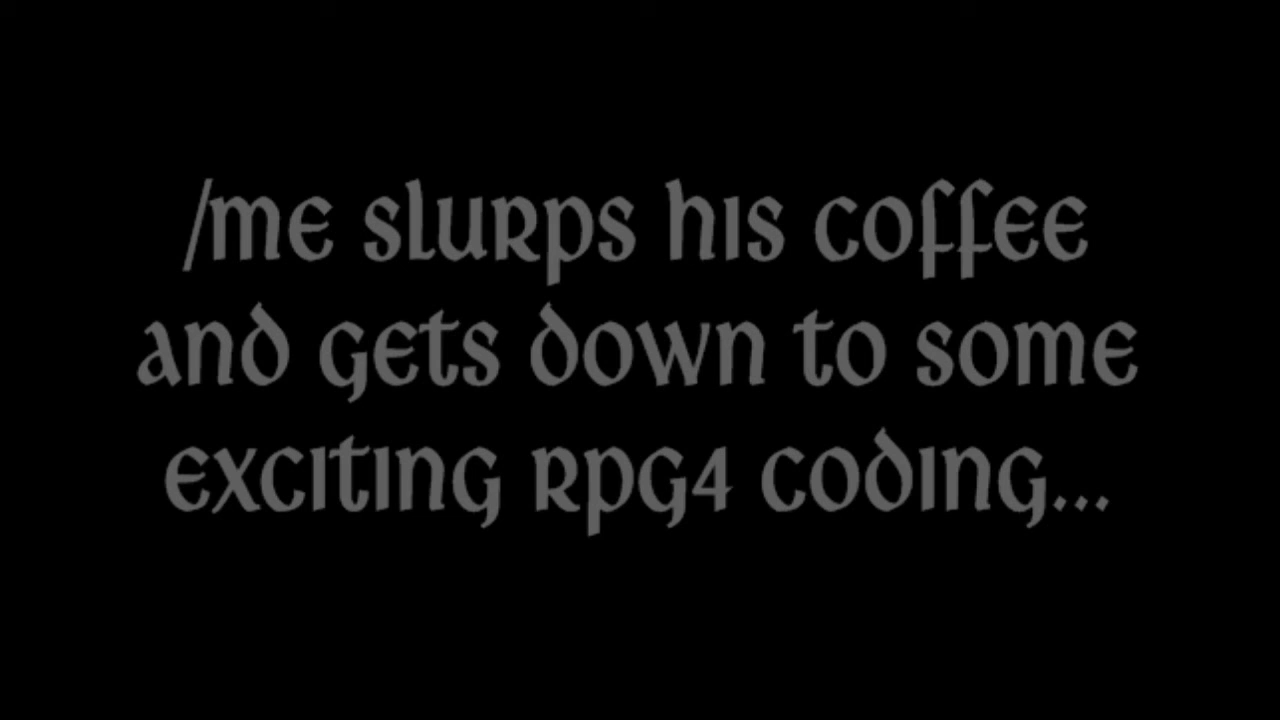 /me slurps his coffee
and gets down to some
exciting RPG4 coding...